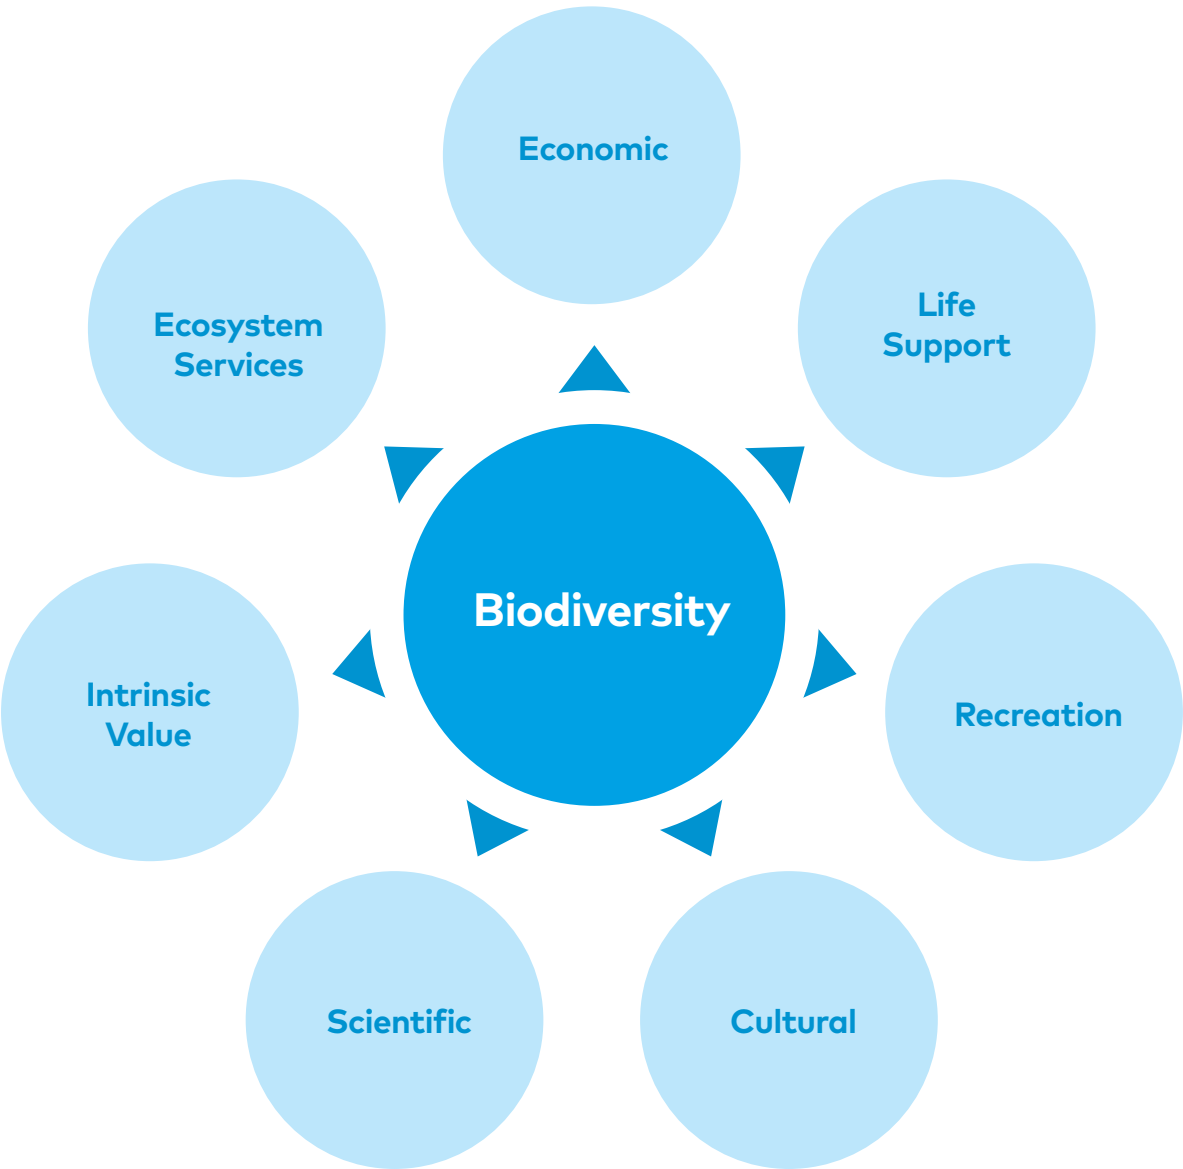 Economic
Life
Support
Ecosystem
Services
Biodiversity
Intrinsic
Value
Recreation
Scientific
Cultural